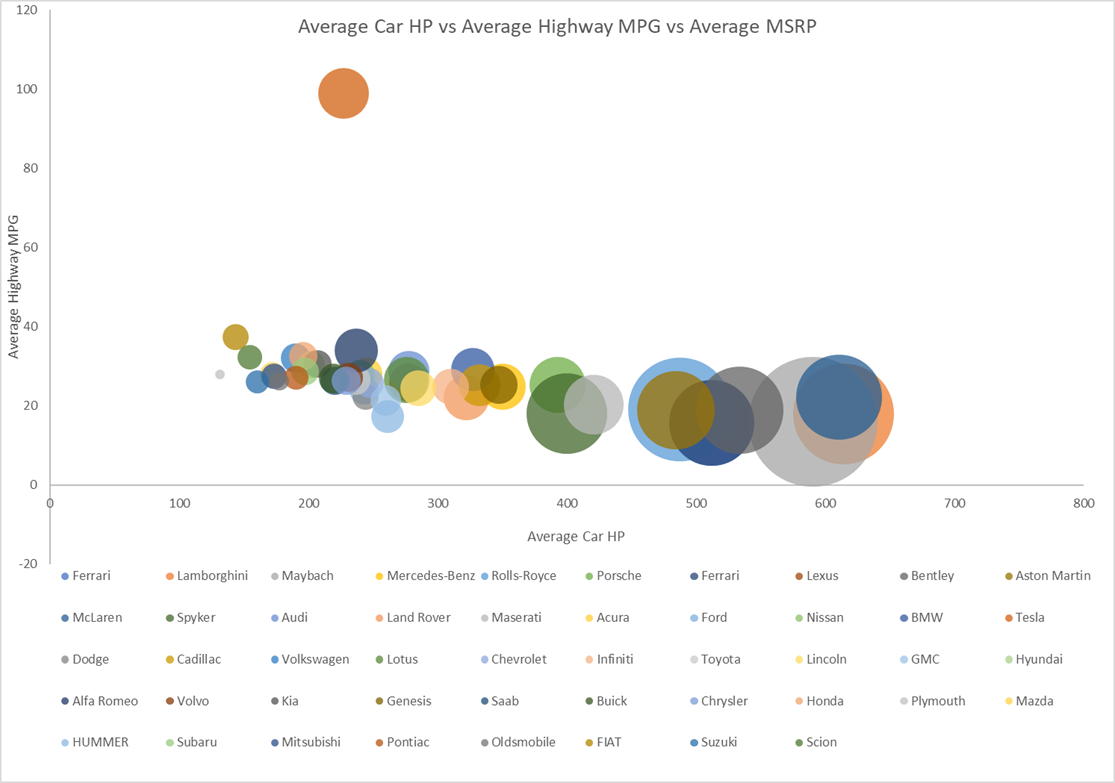 Average Car HP vs Average Highway MPG vs Average MSRP
120
100
80
60
40
20
0
-20
Average Highway MPG
0 100 200 300 400 500 600 700 800
Average Car HP
Ferrari Lamborghini Maybach Mercedes-Benz Rolls-Royce Porsche Ferrari Lexus Bentley Aston Martin
McLaren Spyker Audi Land Rover Maserati Acura Ford Nissan BMW Tesla
Dodge Cadillac Volkswagen Lotus Chevrolet Infiniti Toyota Lincoln GMC Hyundai
Alfa Romeo Volvo Kia Genesis Saab Buick Chrysler Honda Plymouth Mazda
HUMMER Subaru Mitsubishi Pontiac Oldsmobile FIAT Suzuki Scion